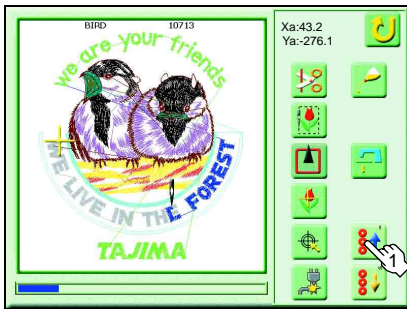 BIRD 10713
we are your friends
WE LIVE IN THE FOREST
TAJIMA
Xa:43.2
Ya:-276.1
1